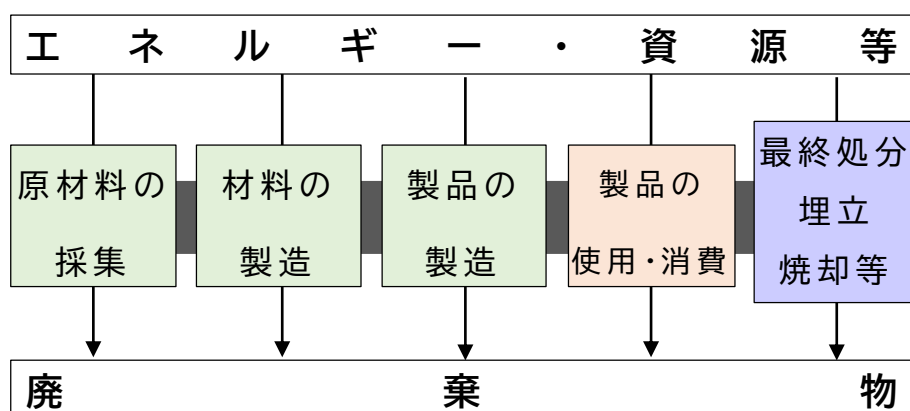 エネルギー・資源等
原材料の
採集
材料の
製造
製品の
製造
製品の
使用・消費
最終処分
埋立
焼却等
廃棄物